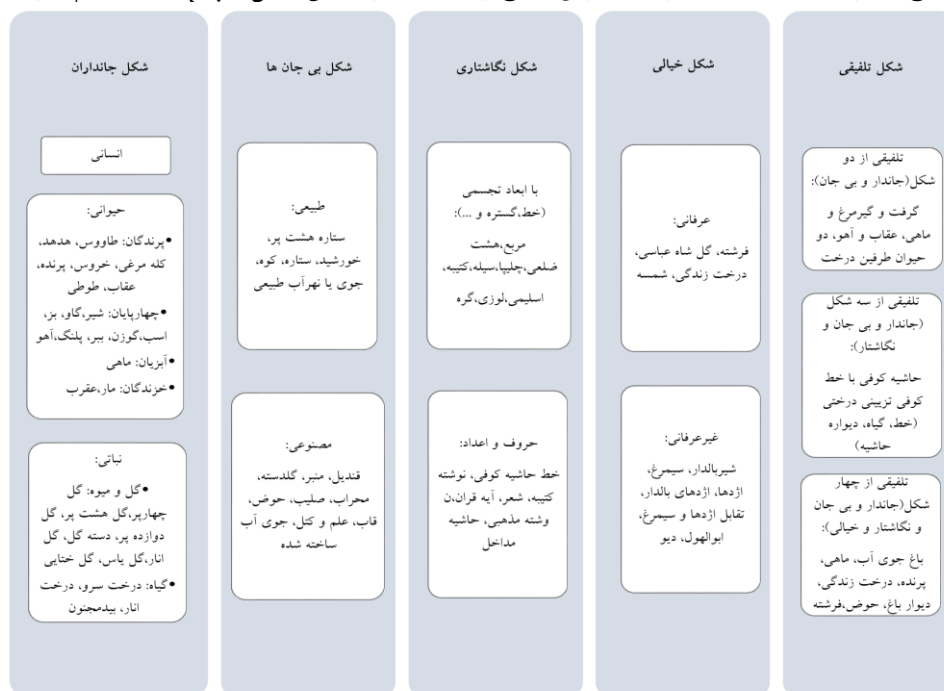 شکل جانداران
انسانی
حیوانی:
•پرندگان: طاووس، هدهد،
کله مرغی، خروس، پرنده،
عقاب، طوطی
•چهارپایان: شیر،گاو، بز،
اسب،گوزن، ببر، پلنگ،آهو
•آبزیان: ماهی
•خزندگان: مار،عقرب
نباتی:
•گل و میوه: گل
چهارپر،گل هشت پر، گل
دوازده پر، دسته گل، گل
انار،گل یاس، گل ختایی
•گیاه: درخت سرو، درخت
انار، بیدمجنون
شکل بی جان ها
طبیعی:
ستاره هشت پر،
خورشید، ستاره، کوه،
جوی یا نهرآب طبیعی
مصنوعی:
قندیل، منبر، گلدسته،
محراب، صلیب، حوض،
قاب، علم و کتل، جوی آب
ساخته شده
شکل نگاشتاری
با ابعاد تجسمی
(خط،گستره و ...):
مربع،هشت
ضلعی،چلیپا،سیله،کتیبه،
اسلیمی،لوزی،گره
حروف و اعداد:
خط حاشیه کوفی، نوشته
کتیبه، شعر، آیه قران،ن
وشته مذهبی، حاشیه
مداخل
شکل خیالی
عرفانی:
فرشته، گل شاه عباسی،
درخت زندگی، شمسه
غیرعرفانی:
شیربالدار، سیمرغ،
اژدها، اژدهای بالدار،
تقابل اژدها و سیمرغ،
ابوالهول، دیو
شکل تلفیقی
تلفیقی از دو
شکل(جاندار و بی جان):
گرفت و گیرمرغ و
ماهی، عقاب و آهو، دو
حیوان طرفین درخت
تلفیقی از سه شکل
(جاندار و بی جان و
نگاشتار):
حاشیه کوفی با خط
کوفی تزیینی درختی
(خط، گیاه، دیواره
حاشیه)
تلفیقی از چهار
شکل(جاندار و بی جان
و نگاشتار و خیالی):
باغ جوی آب، ماهی،
پرنده، درخت زندگی،
دیوار باغ، حوض،فرشته